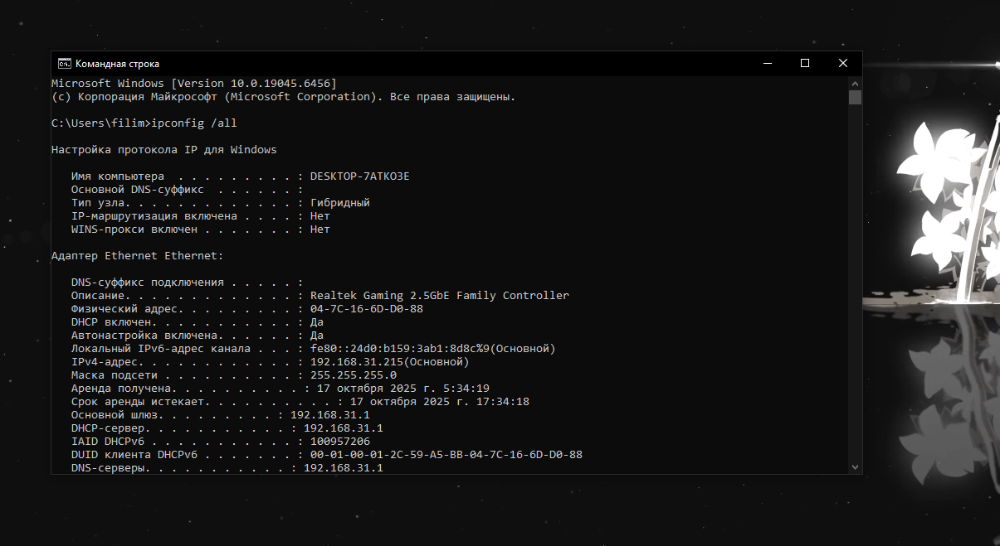 Командная строка
Microsoft Windows [Version 10.0.19045.6456]
(c) Корпорация Майкрософт (Microsoft Corporation). Все права защищены.
C:\Users\filim>ipconfig /all
Настройка протокола IP для Windows
Имя компьютера  . . . . . . . . . : DESKTOP-7ATKO3E
Основной DNS-суффикс  . . . . . . :
Тип узла. . . . . . . . . . . . . : Гибридный
IP-маршрутизация включена . . . . : Нет
WINS-прокси включен . . . . . . . : Нет
Адаптер Ethernet Ethernet:
DNS-суффикс подключения . . . . . :
Описание. . . . . . . . . . . . . : Realtek Gaming 2.5GbE Family Controller
Физический адрес. . . . . . . . . : 04-7C-16-6D-D0-88
DHCP включен. . . . . . . . . . . : Да
Автонастройка включена. . . . . . : Да
Локальный IPv6-адрес канала . . . : fe80::24d0:b159:3ab1:8d8c%9(Основной)
IPv4-адрес. . . . . . . . . . . . : 192.168.31.215(Основной)
Маска подсети . . . . . . . . . . : 255.255.255.0
Аренда получена. . . . . . . . . . : 17 октября 2025 г. 5:34:19
Срок аренды истекает. . . . . . . . . . : 17 октября 2025 г. 17:34:18
Основной шлюз. . . . . . . . . : 192.168.31.1
DHCP-сервер. . . . . . . . . . . : 192.168.31.1
IAID DHCPv6 . . . . . . . . . . . : 100957206
DUID клиента DHCPv6 . . . . . . . : 00-01-00-01-2C-59-A5-BB-04-7C-16-6D-D0-88
DNS-серверы. . . . . . . . . . . : 192.168.31.1